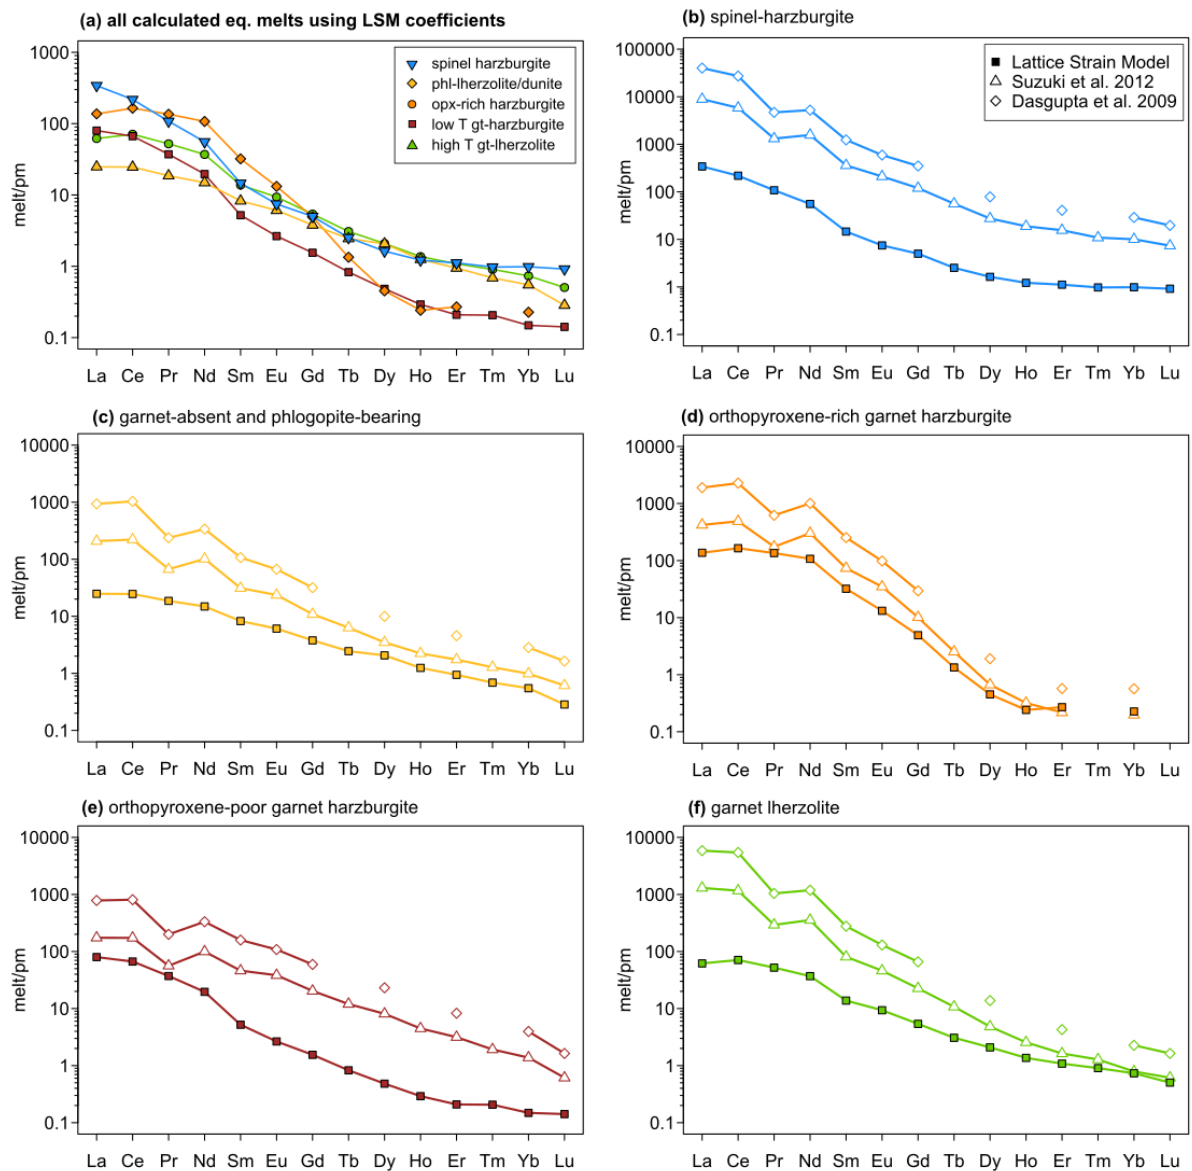 (a) all calculated eq. melts using LSM coefficients
1000
100
10
1
0.1
melt/pm
spinel harzburgite
phl-lherzolite/dunite
opx-rich harzburgite
low T gt-harzburgite
high T gt-lherzolite
La Ce Pr Nd Sm Eu Gd Tb Dy Ho Er Tm Yb Lu
(b) spinel-harzburgite
100000
10000
1000
100
10
1
0.1
melt/pm
Lattice Strain Model
Suzuki et al. 2012
Dasgupta et al. 2009
La Ce Pr Nd Sm Eu Gd Tb Dy Ho Er Tm Yb Lu
(c) garnet-absent and phlogopite-bearing
10000
1000
100
10
1
0.1
melt/pm
La Ce Pr Nd Sm Eu Gd Tb Dy Ho Er Tm Yb Lu
(d) orthopyroxene-rich garnet harzburgite
10000
1000
100
10
1
0.1
melt/pm
La Ce Pr Nd Sm Eu Gd Tb Dy Ho Er Tm Yb Lu
(e) orthopyroxene-poor garnet harzburgite
10000
1000
100
10
1
0.1
melt/pm
La Ce Pr Nd Sm Eu Gd Tb Dy Ho Er Tm Yb Lu
(f) garnet lherzolite
10000
1000
100
10
1
0.1
melt/pm
La Ce Pr Nd Sm Eu Gd Tb Dy Ho Er Tm Yb Lu